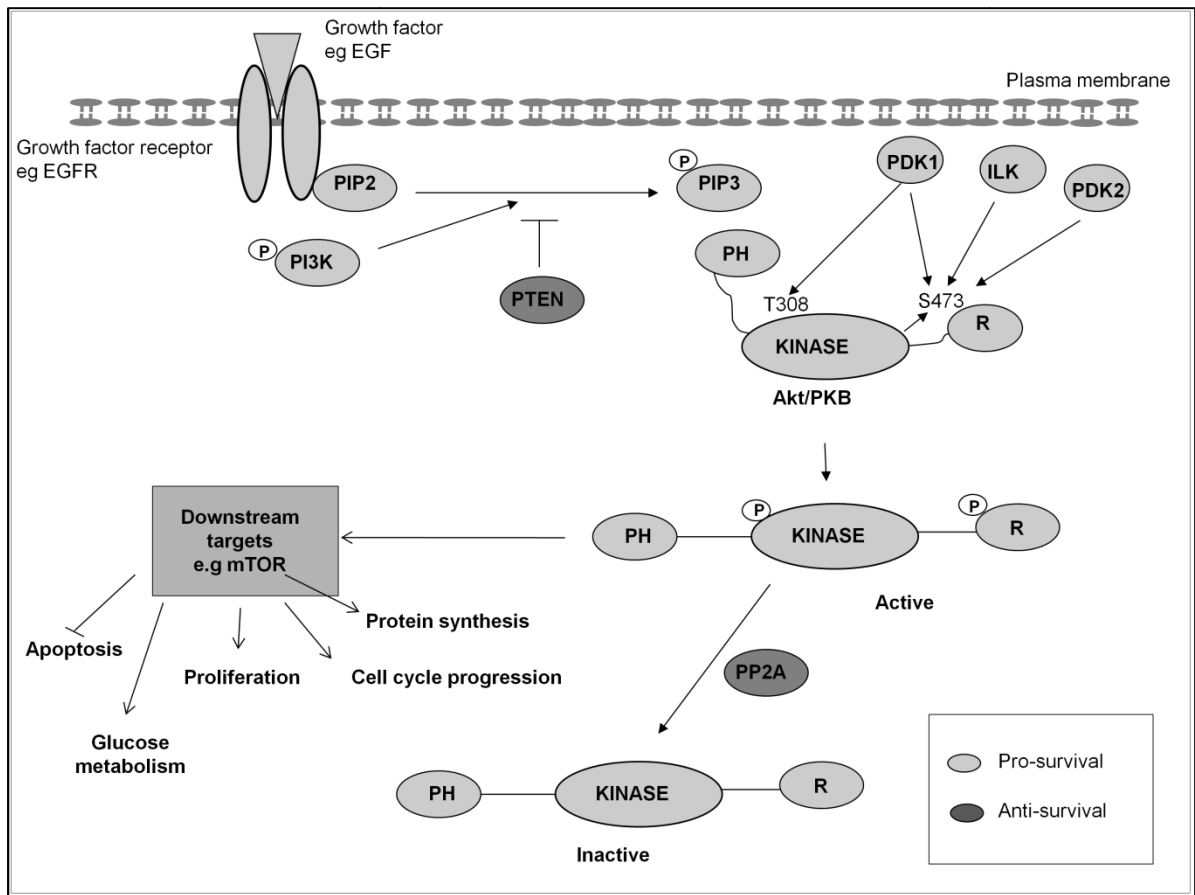 Growth factor
eg EGF
Plasma membrane
Growth factor receptor
eg EGFR
PIP2
P
PIP3
PDK1
ILK
PDK2
P
PI3K
PTEN
PH
T308
S473
R
KINASE
Akt/PKB
Downstream
targets
e.g mTOR
PH
P
KINASE
P
R
Active
Apoptosis
Proliferation
Protein synthesis
Cell cycle progression
Glucose
metabolism
PP2A
PH
KINASE
R
Inactive
Pro-survival
Anti-survival